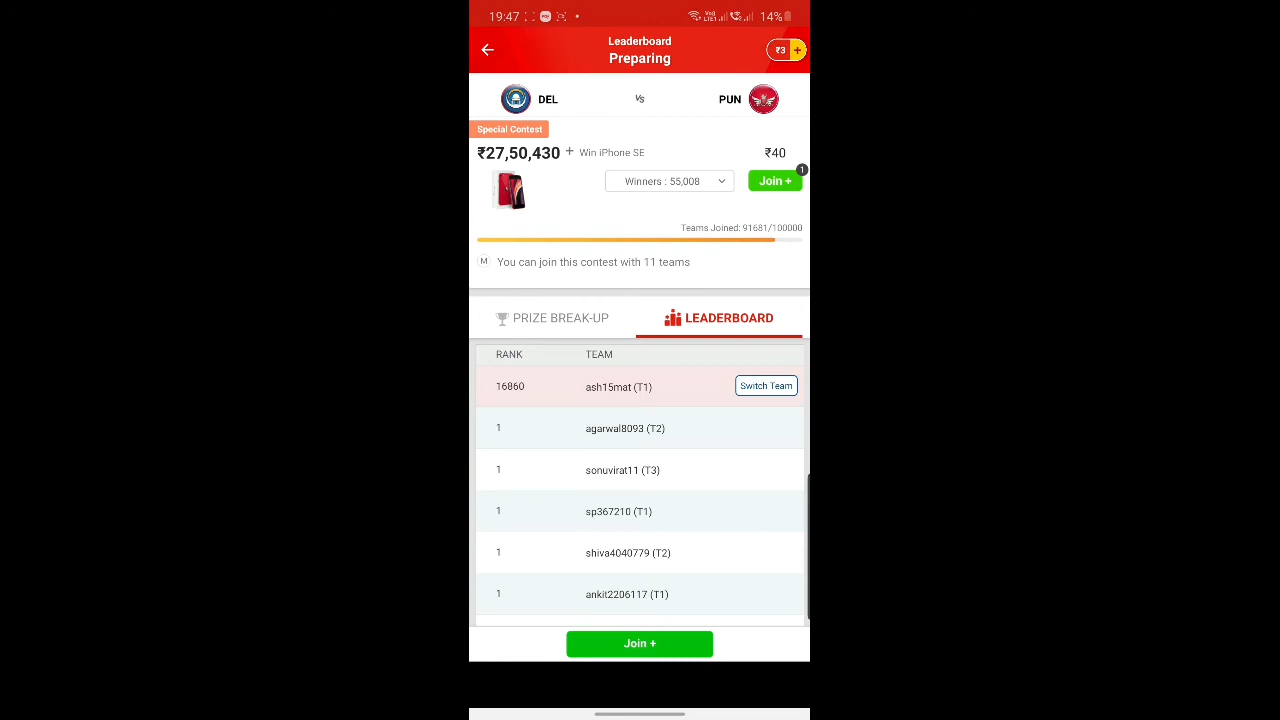 19:47 14%
Leaderboard
Preparing
₹3 +
DEL Vs PUN
Special Contest
₹27,50,430 + Win iPhone SE ₹40
Winners : 55,008 Join + 1
Teams Joined: 91681/100000
M You can join this contest with 11 teams
PRIZE BREAK-UP LEADERBOARD
RANK TEAM
16860 ash15mat (T1) Switch Team
1 agarwal8093 (T2)
1 sonuvirat11 (T3)
1 sp367210 (T1)
1 shiva4040779 (T2)
1 ankit2206117 (T1)
Join +